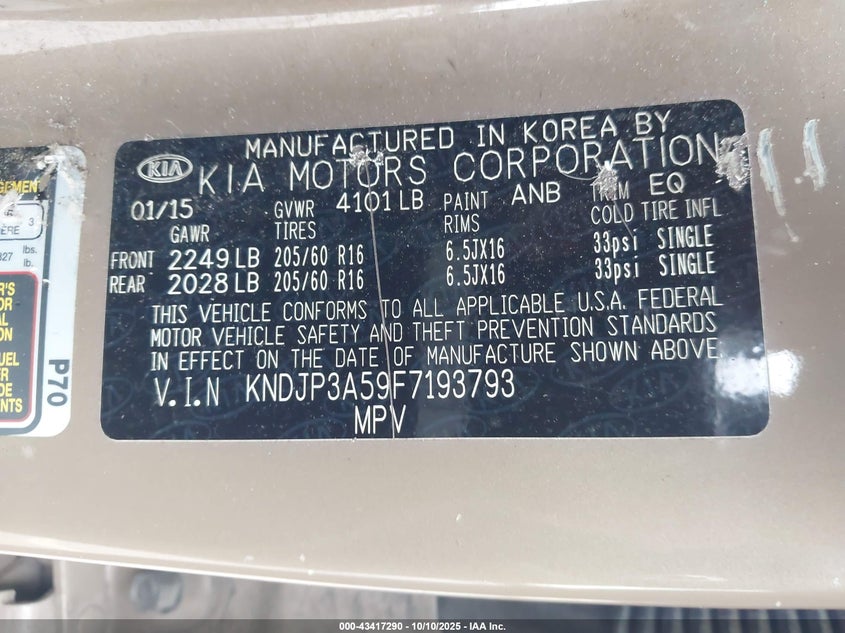 MANUFACTURED IN KOREA BY
KIA KIA MOTORS CORPORATION
01/15 GVWR 4101 LB PAINT ANB TRIM EQ
GAWR TIRES RIMS COLD TIRE INFL
FRONT 2249 LB 205/60 R16 6.5JX16 33psi SINGLE
REAR 2028 LB 205/60 R16 6.5JX16 33psi SINGLE
THIS VEHICLE CONFORMS TO ALL APPLICABLE U.S.A. FEDERAL
MOTOR VEHICLE SAFETY AND THEFT PREVENTION STANDARDS
IN EFFECT ON THE DATE OF MANUFACTURE SHOWN ABOVE.
V.I.N KNDJP3A59F7193793
MPV
3
lbs.
lb.
P70
000-43417290 - 10/10/2025 - IAA Inc.